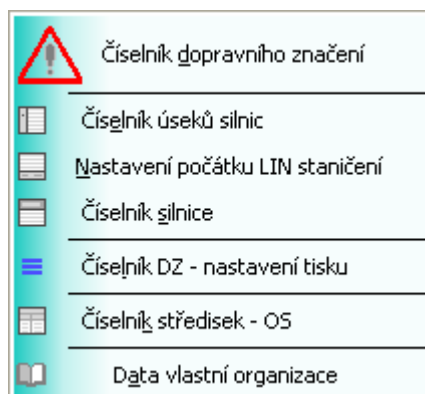 Číselník dopravního značení
Číselník úseků silnic
Nastavení počátku LIN staničení
Číselník silnice
Číselník DZ - nastavení tisku
Číselník středisek - OS
Data vlastní organizace